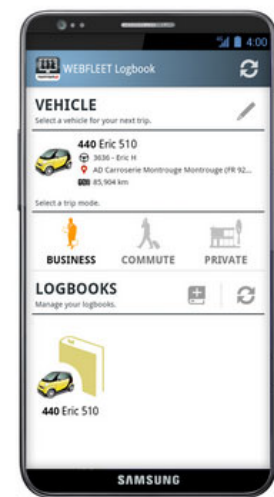 4:00
WEBFLEET Logbook
VEHICLE
Select a vehicle for your next trip.
440 Eric 510
3636 - Eric H
AD Carroserie Montrouge Montrouge (FR 92...
85,904 km
Select a trip mode.
BUSINESS COMMUTE PRIVATE
LOGBOOKS
Manage your logbooks.
440 Eric 510
SAMSUNG